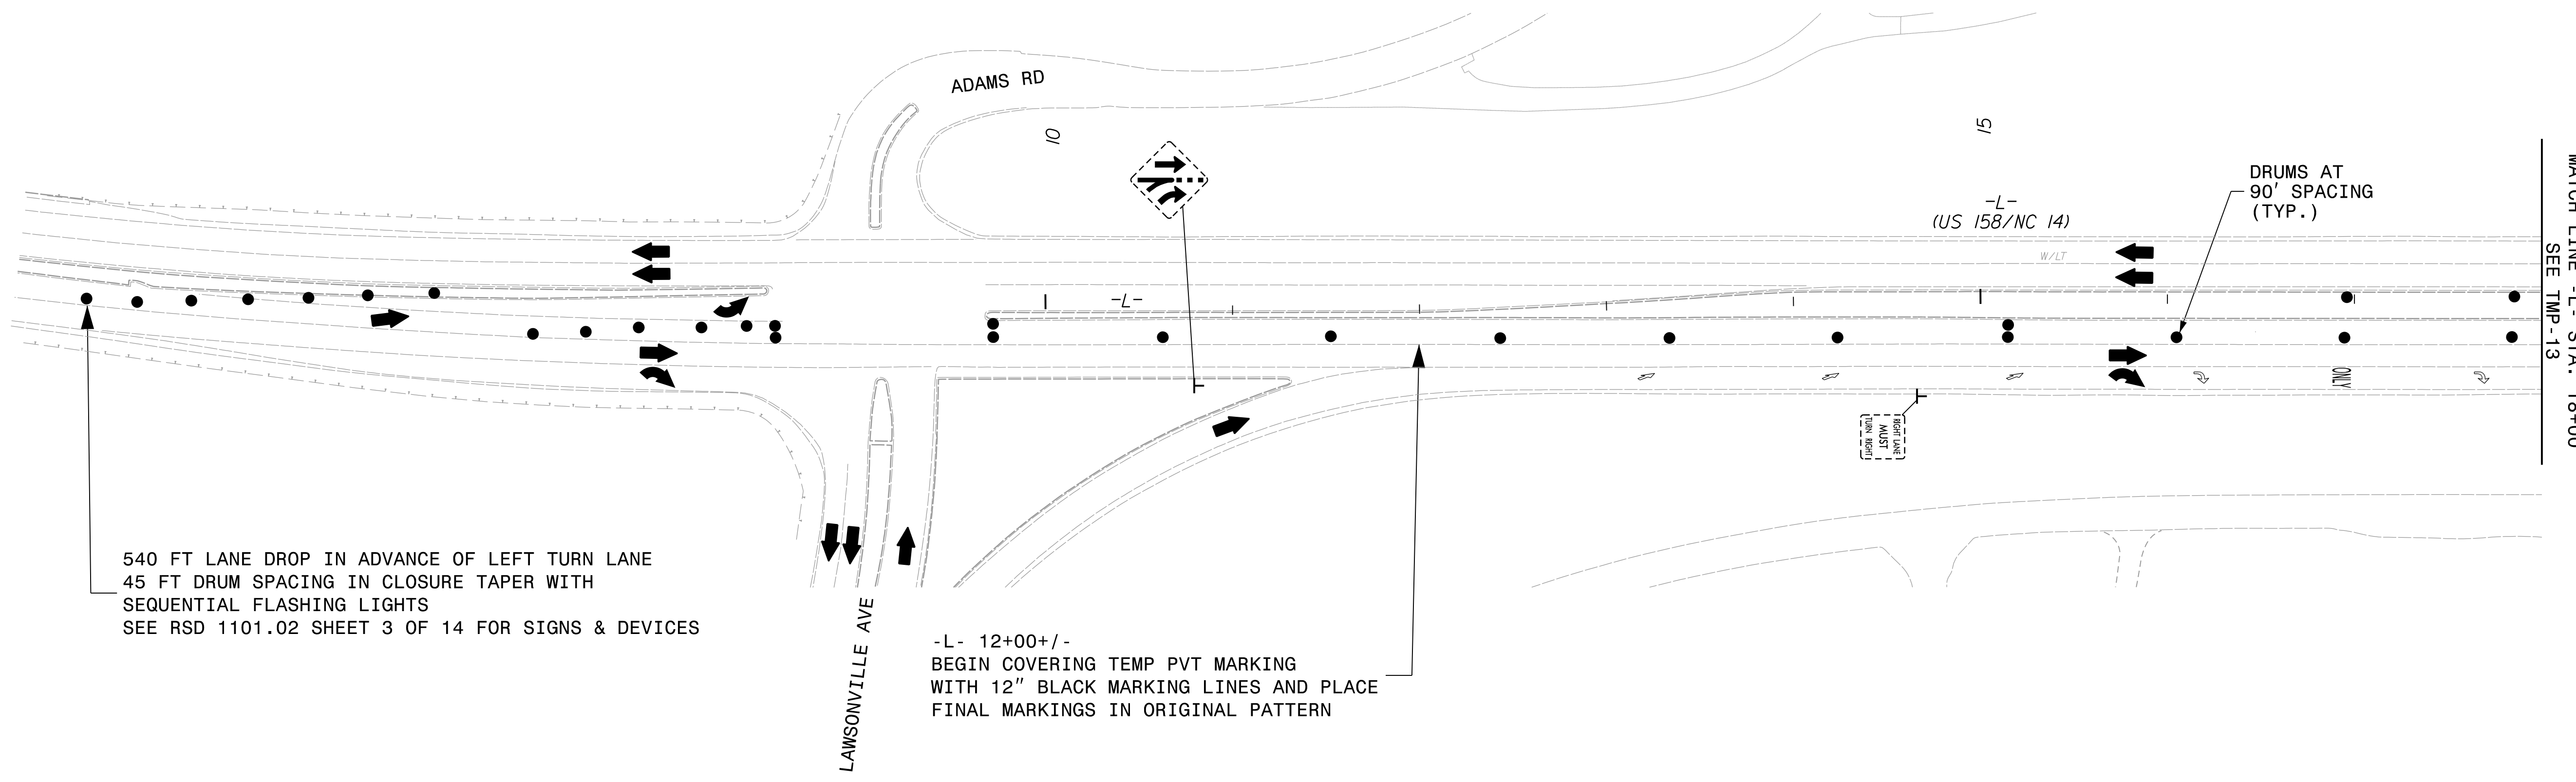 ADAMS RD
10
15
-L-
(US 158/NC 14)
DRUMS AT
90' SPACING
(TYP.)
W/LT
-L-
MATCH LINE -L- STA. 18+00
SEE TMP-13
ONLY
RIGHT LANE
MUST
TURN RIGHT
540 FT LANE DROP IN ADVANCE OF LEFT TURN LANE
45 FT DRUM SPACING IN CLOSURE TAPER WITH
SEQUENTIAL FLASHING LIGHTS
SEE RSD 1101.02 SHEET 3 OF 14 FOR SIGNS & DEVICES
LAWSONVILLE AVE
-L- 12+00+/-
BEGIN COVERING TEMP PVT MARKING
WITH 12" BLACK MARKING LINES AND PLACE
FINAL MARKINGS IN ORIGINAL PATTERN